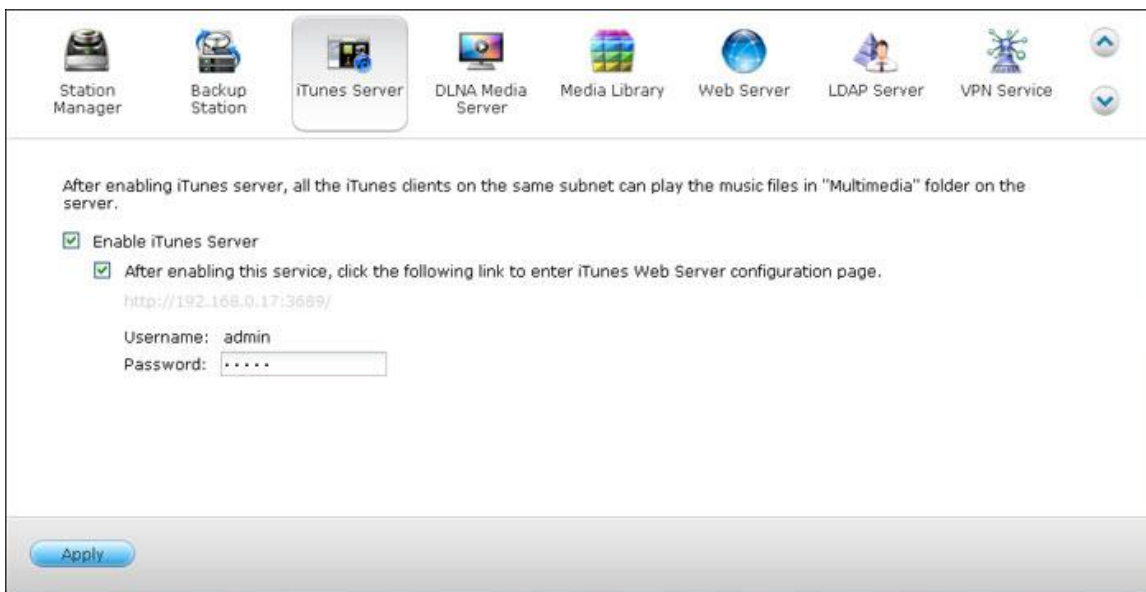 Station Manager
Backup Station
iTunes Server
DLNA Media Server
Media Library
Web Server
LDAP Server
VPN Service
After enabling iTunes server, all the iTunes clients on the same subnet can play the music files in "Multimedia" folder on the
server.
Enable iTunes Server
After enabling this service, click the following link to enter iTunes Web Server configuration page.
http://192.168.0.17:3689/
Username: admin
Password: •••••
Apply